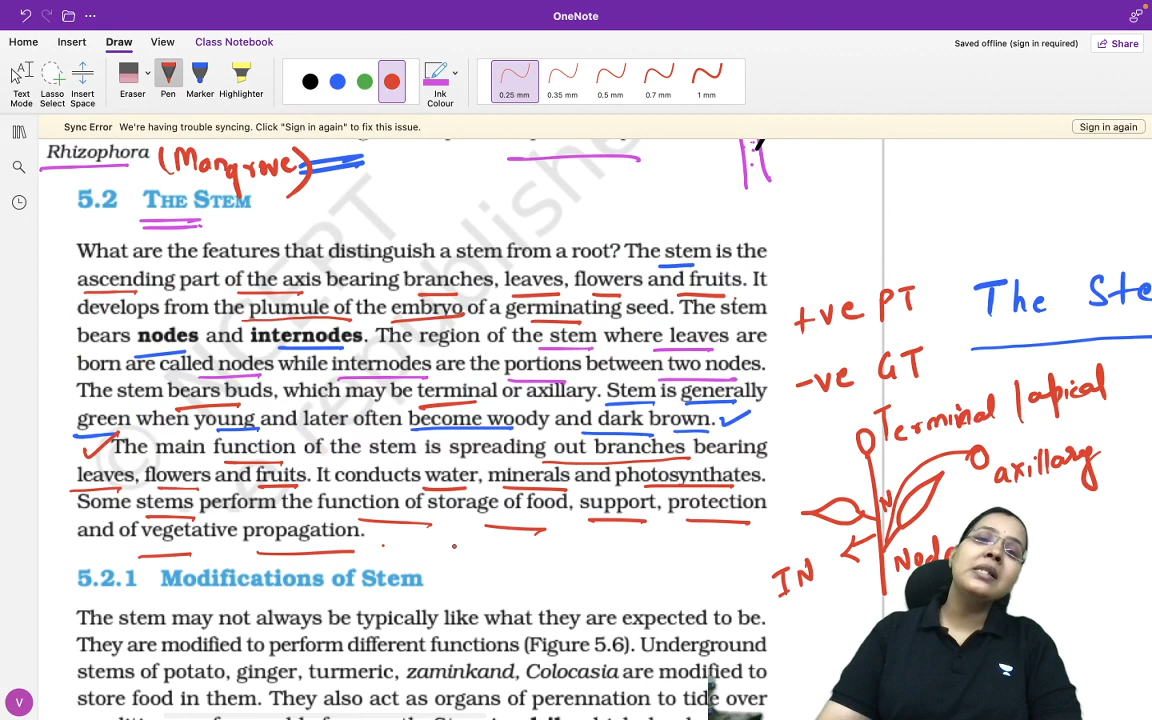 OneNote
Home Insert Draw View Class Notebook
Saved offline (sign in required) Share
Text Mode Lasso Select Insert Space Eraser Pen Marker Highlighter Ink Colour 0.25 mm 0.35 mm 0.5 mm 0.7 mm 1 mm
Sync Error We're having trouble syncing. Click "Sign in again" to fix this issue. Sign in again
Rhizophora (Mangrove)
5.2 THE STEM
What are the features that distinguish a stem from a root? The stem is the
ascending part of the axis bearing branches, leaves, flowers and fruits. It
develops from the plumule of the embryo of a germinating seed. The stem
bears nodes and internodes. The region of the stem where leaves are
born are called nodes while internodes are the portions between two nodes.
The stem bears buds, which may be terminal or axillary. Stem is generally
green when young and later often become woody and dark brown.
The main function of the stem is spreading out branches bearing
leaves, flowers and fruits. It conducts water, minerals and photosynthates.
Some stems perform the function of storage of food, support, protection
and of vegetative propagation.
5.2.1 Modifications of Stem
The stem may not always be typically like what they are expected to be.
They are modified to perform different functions (Figure 5.6). Underground
stems of potato, ginger, turmeric, zaminkand, Colocasia are modified to
store food in them. They also act as organs of perennation to tide over
The Ste
+ve PT
-ve GT
Terminal / apical
axillary
N
IN
Node
V
© NCERT